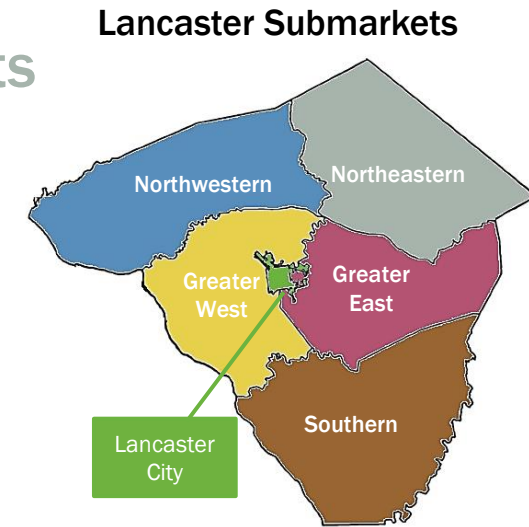 Lancaster Submarkets
ts
Northwestern
Northeastern
Greater
West
Greater
East
Southern
Lancaster
City